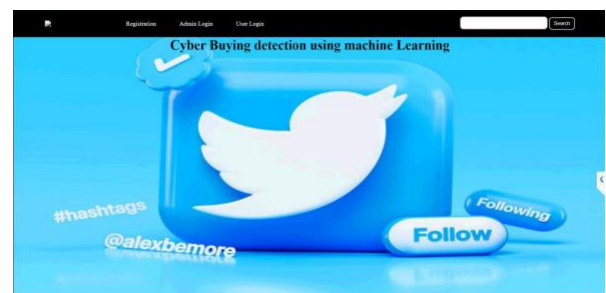 Registration Admin Login User Login Search
Cyber Buying detection using machine Learning
#hashtags
Following
Follow
@alexbemore